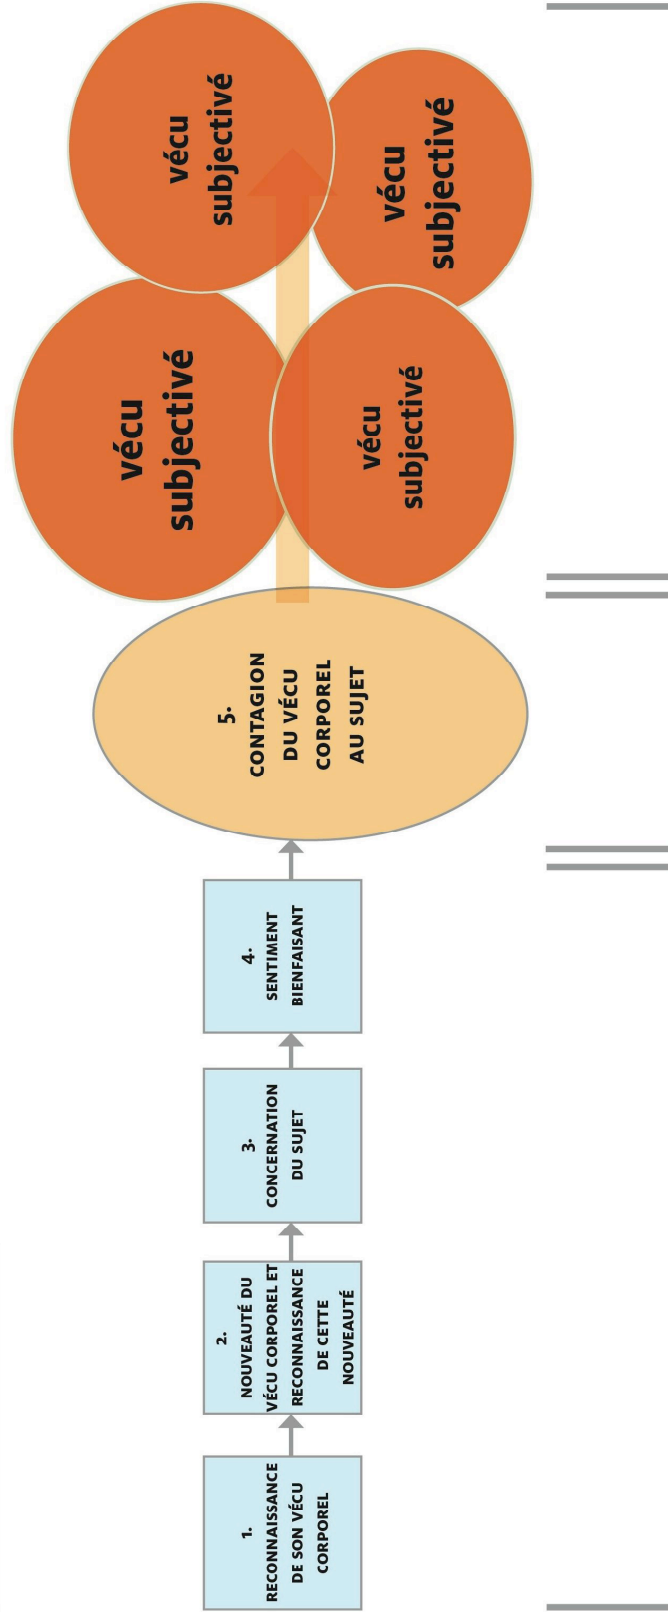 1.
RECONNAISSANCE
DE SON VÉCU
CORPOREL
2.
NOUVEAUTÉ DU
VÉCU CORPOREL ET
RECONNAISSANCE
DE CETTE
NOUVEAUTÉ
3.
CONCERNATION
DU SUJET
4.
SENTIMENT
BIENFAISANT
5.
CONTAGION
DU VÉCU
CORPOREL
AU SUJET
vécu
subjectivé
vécu
subjectivé
vécu
subjectivé
vécu
subjectivé